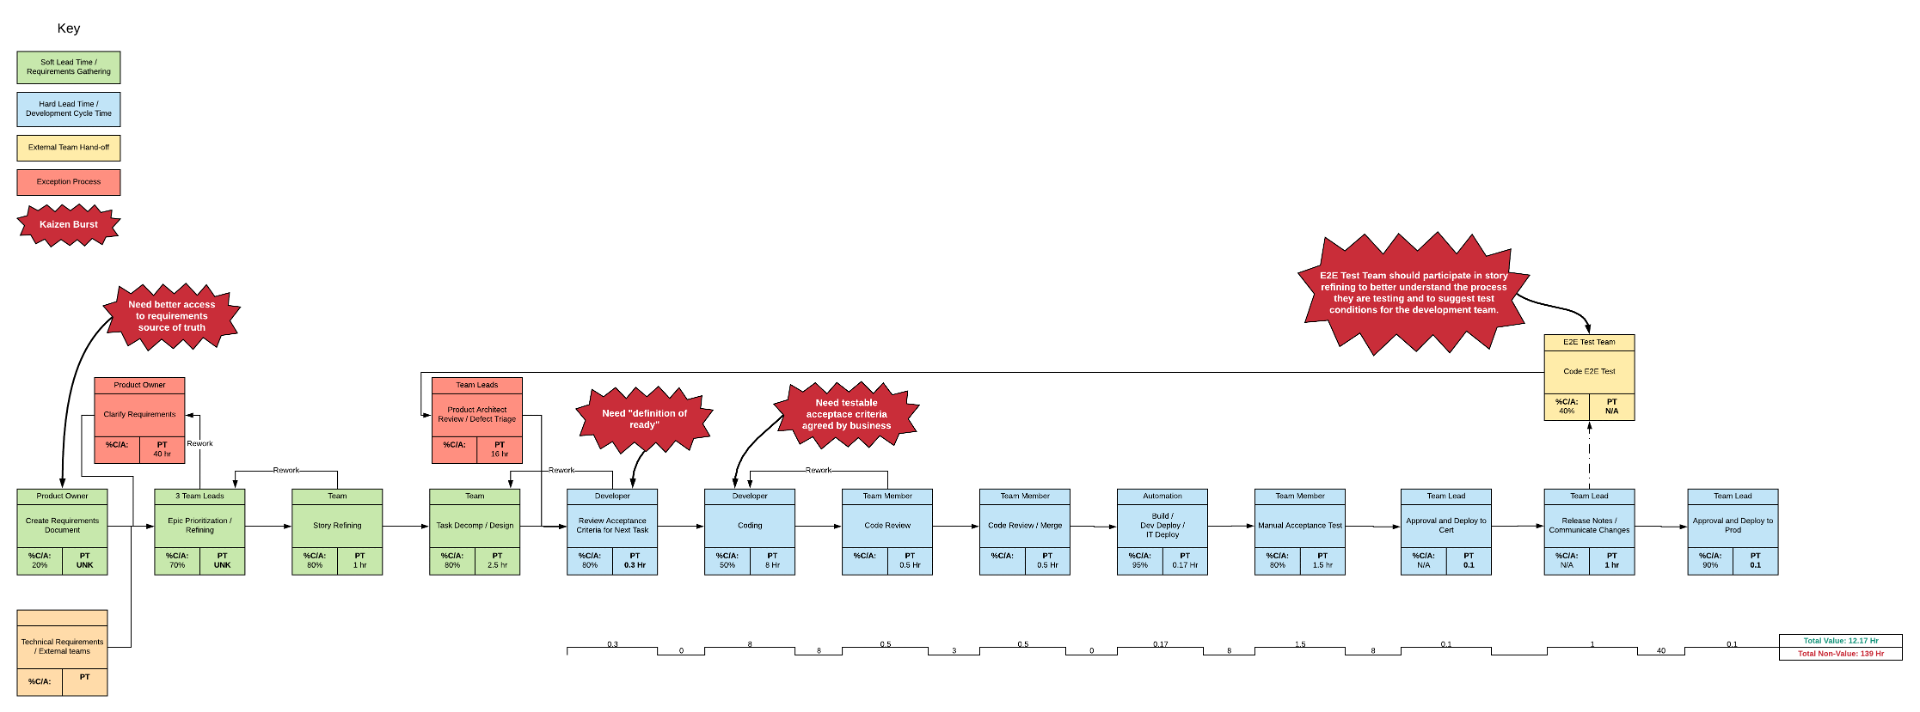 Key
Soft Lead Time /
Requirements Gathering
Hard Lead Time /
Development Cycle Time
External Team Hand-off
Exception Process
Kaizen Burst
Need better access
to requirements
source of truth
E2E Test Team should participate in story
refining to better understand the process
they are testing and to suggest test
conditions for the development team.
E2E Test Team
Code E2E Test
%C/A: PT
40% N/A
Product Owner
Clarify Requirements
%C/A: PT
40 hr
Rework
Team Leads
Product Architect
Review / Defect Triage
%C/A: PT
16 hr
Need "definition of
ready"
Need testable
acceptace criteria
agreed by business
Rework
Rework
Rework
Product Owner
Create Requirements
Document
%C/A: PT
20% UNK
3 Team Leads
Epic Prioritization /
Refining
%C/A: PT
70% UNK
Team
Story Refining
%C/A: PT
80% 1 hr
Team
Task Decomp / Design
%C/A: PT
80% 2.5 hr
Developer
Review Acceptance
Criteria for Next Task
%C/A: PT
80% 0.3 Hr
Developer
Coding
%C/A: PT
50% 8 Hr
Team Member
Code Review
%C/A: PT
0.5 Hr
Team Member
Code Review / Merge
%C/A: PT
0.5 Hr
Automation
Build /
Dev Deploy /
IT Deploy
%C/A: PT
95% 0.17 Hr
Team Member
Manual Acceptance Test
%C/A: PT
80% 1.5 hr
Team Lead
Approval and Deploy to
Cert
%C/A: PT
N/A 0.1
Team Lead
Release Notes /
Communicate Changes
%C/A: PT
N/A 1 hr
Team Lead
Approval and Deploy to
Prod
%C/A: PT
90% 0.1
Technical Requirements
/ External teams
%C/A: PT
0.3 0 8 8 0.5 3 0.5 0 0.17 8 1.5 8 0.1 1 40 0.1
Total Value: 12.17 Hr
Total Non-Value: 139 Hr